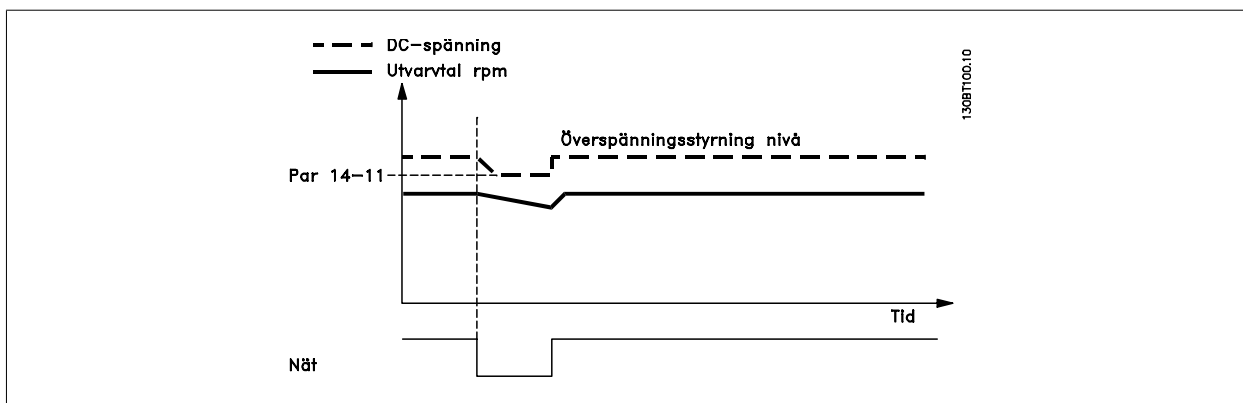 DC-spänning
Utvarvtal rpm
130BT100.10
Överspänningsstyrning nivå
Par 14-11
Tid
Nät